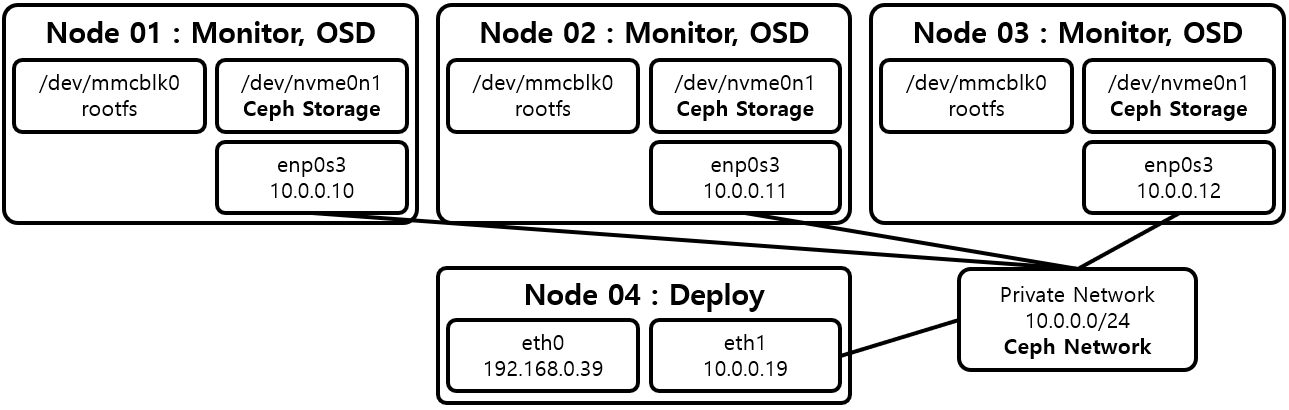 Node 01 : Monitor, OSD
/dev/mmcblk0
rootfs
/dev/nvme0n1
Ceph Storage
enp0s3
10.0.0.10
Node 02 : Monitor, OSD
/dev/mmcblk0
rootfs
/dev/nvme0n1
Ceph Storage
enp0s3
10.0.0.11
Node 03 : Monitor, OSD
/dev/mmcblk0
rootfs
/dev/nvme0n1
Ceph Storage
enp0s3
10.0.0.12
Node 04 : Deploy
eth0
192.168.0.39
eth1
10.0.0.19
Private Network
10.0.0.0/24
Ceph Network